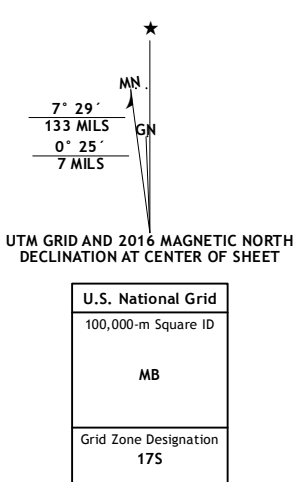 ★
MN
7° 29´
133 MILS
GN
0° 25´
7 MILS
UTM GRID AND 2016 MAGNETIC NORTH
DECLINATION AT CENTER OF SHEET
U.S. National Grid
100,000-m Square ID
MB
Grid Zone Designation
17S